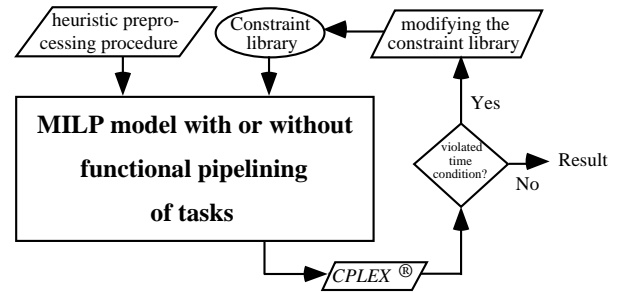 heuristic prepro-
cessing procedure
Constraint
library
modifying the
constraint library
MILP model with or without
functional pipelining
of tasks
Yes
violated
time
condition?
Result
No
CPLEX ®